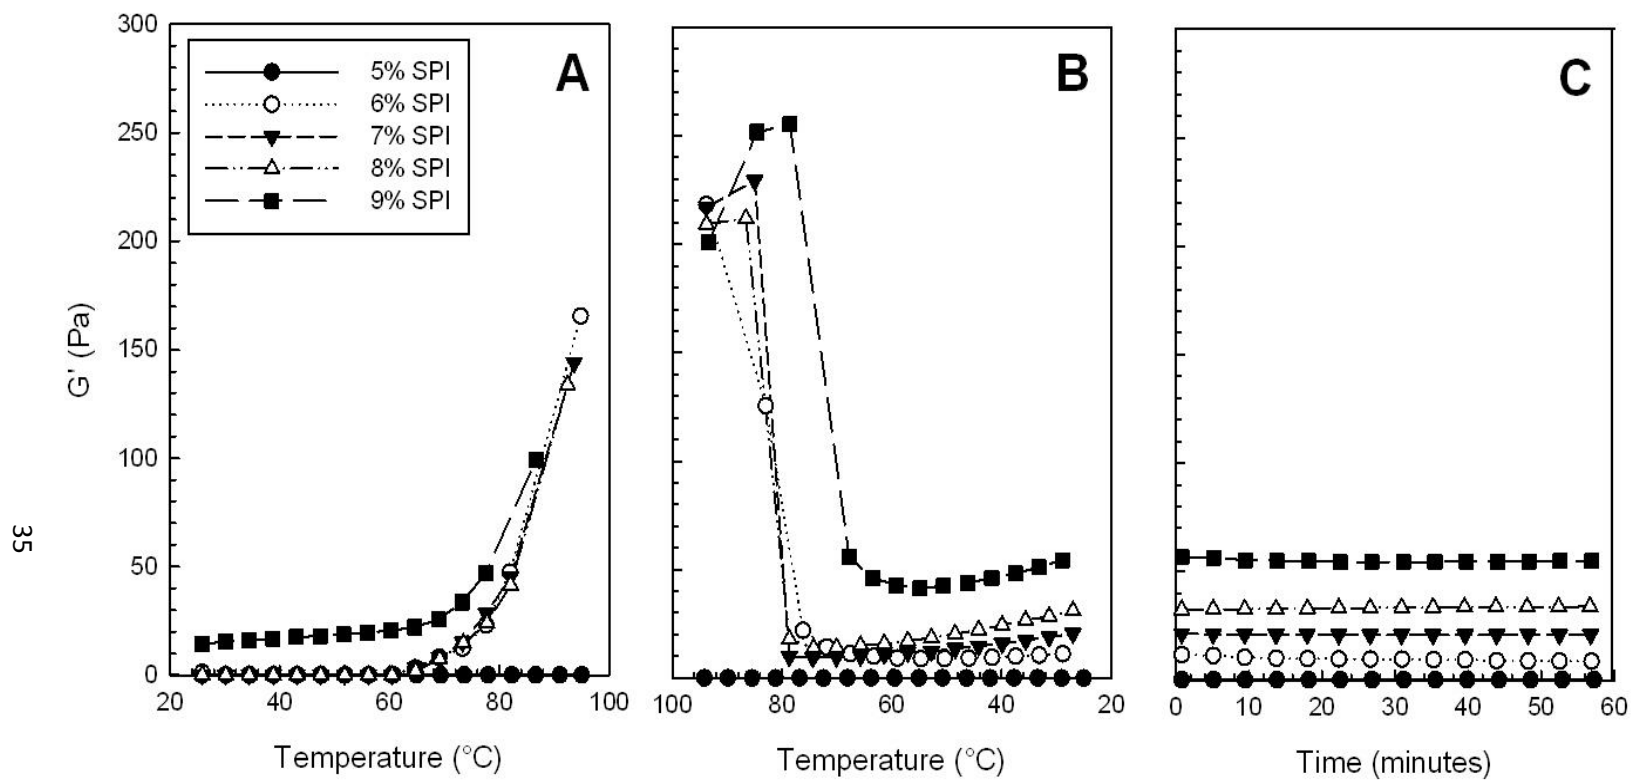 300
250
200
150
100
50
0
G' (Pa)
35
5% SPI
6% SPI
7% SPI
8% SPI
9% SPI
A
20 40 60 80 100
Temperature (°C)
B
100 80 60 40 20
Temperature (°C)
C
0 10 20 30 40 50 60
Time (minutes)